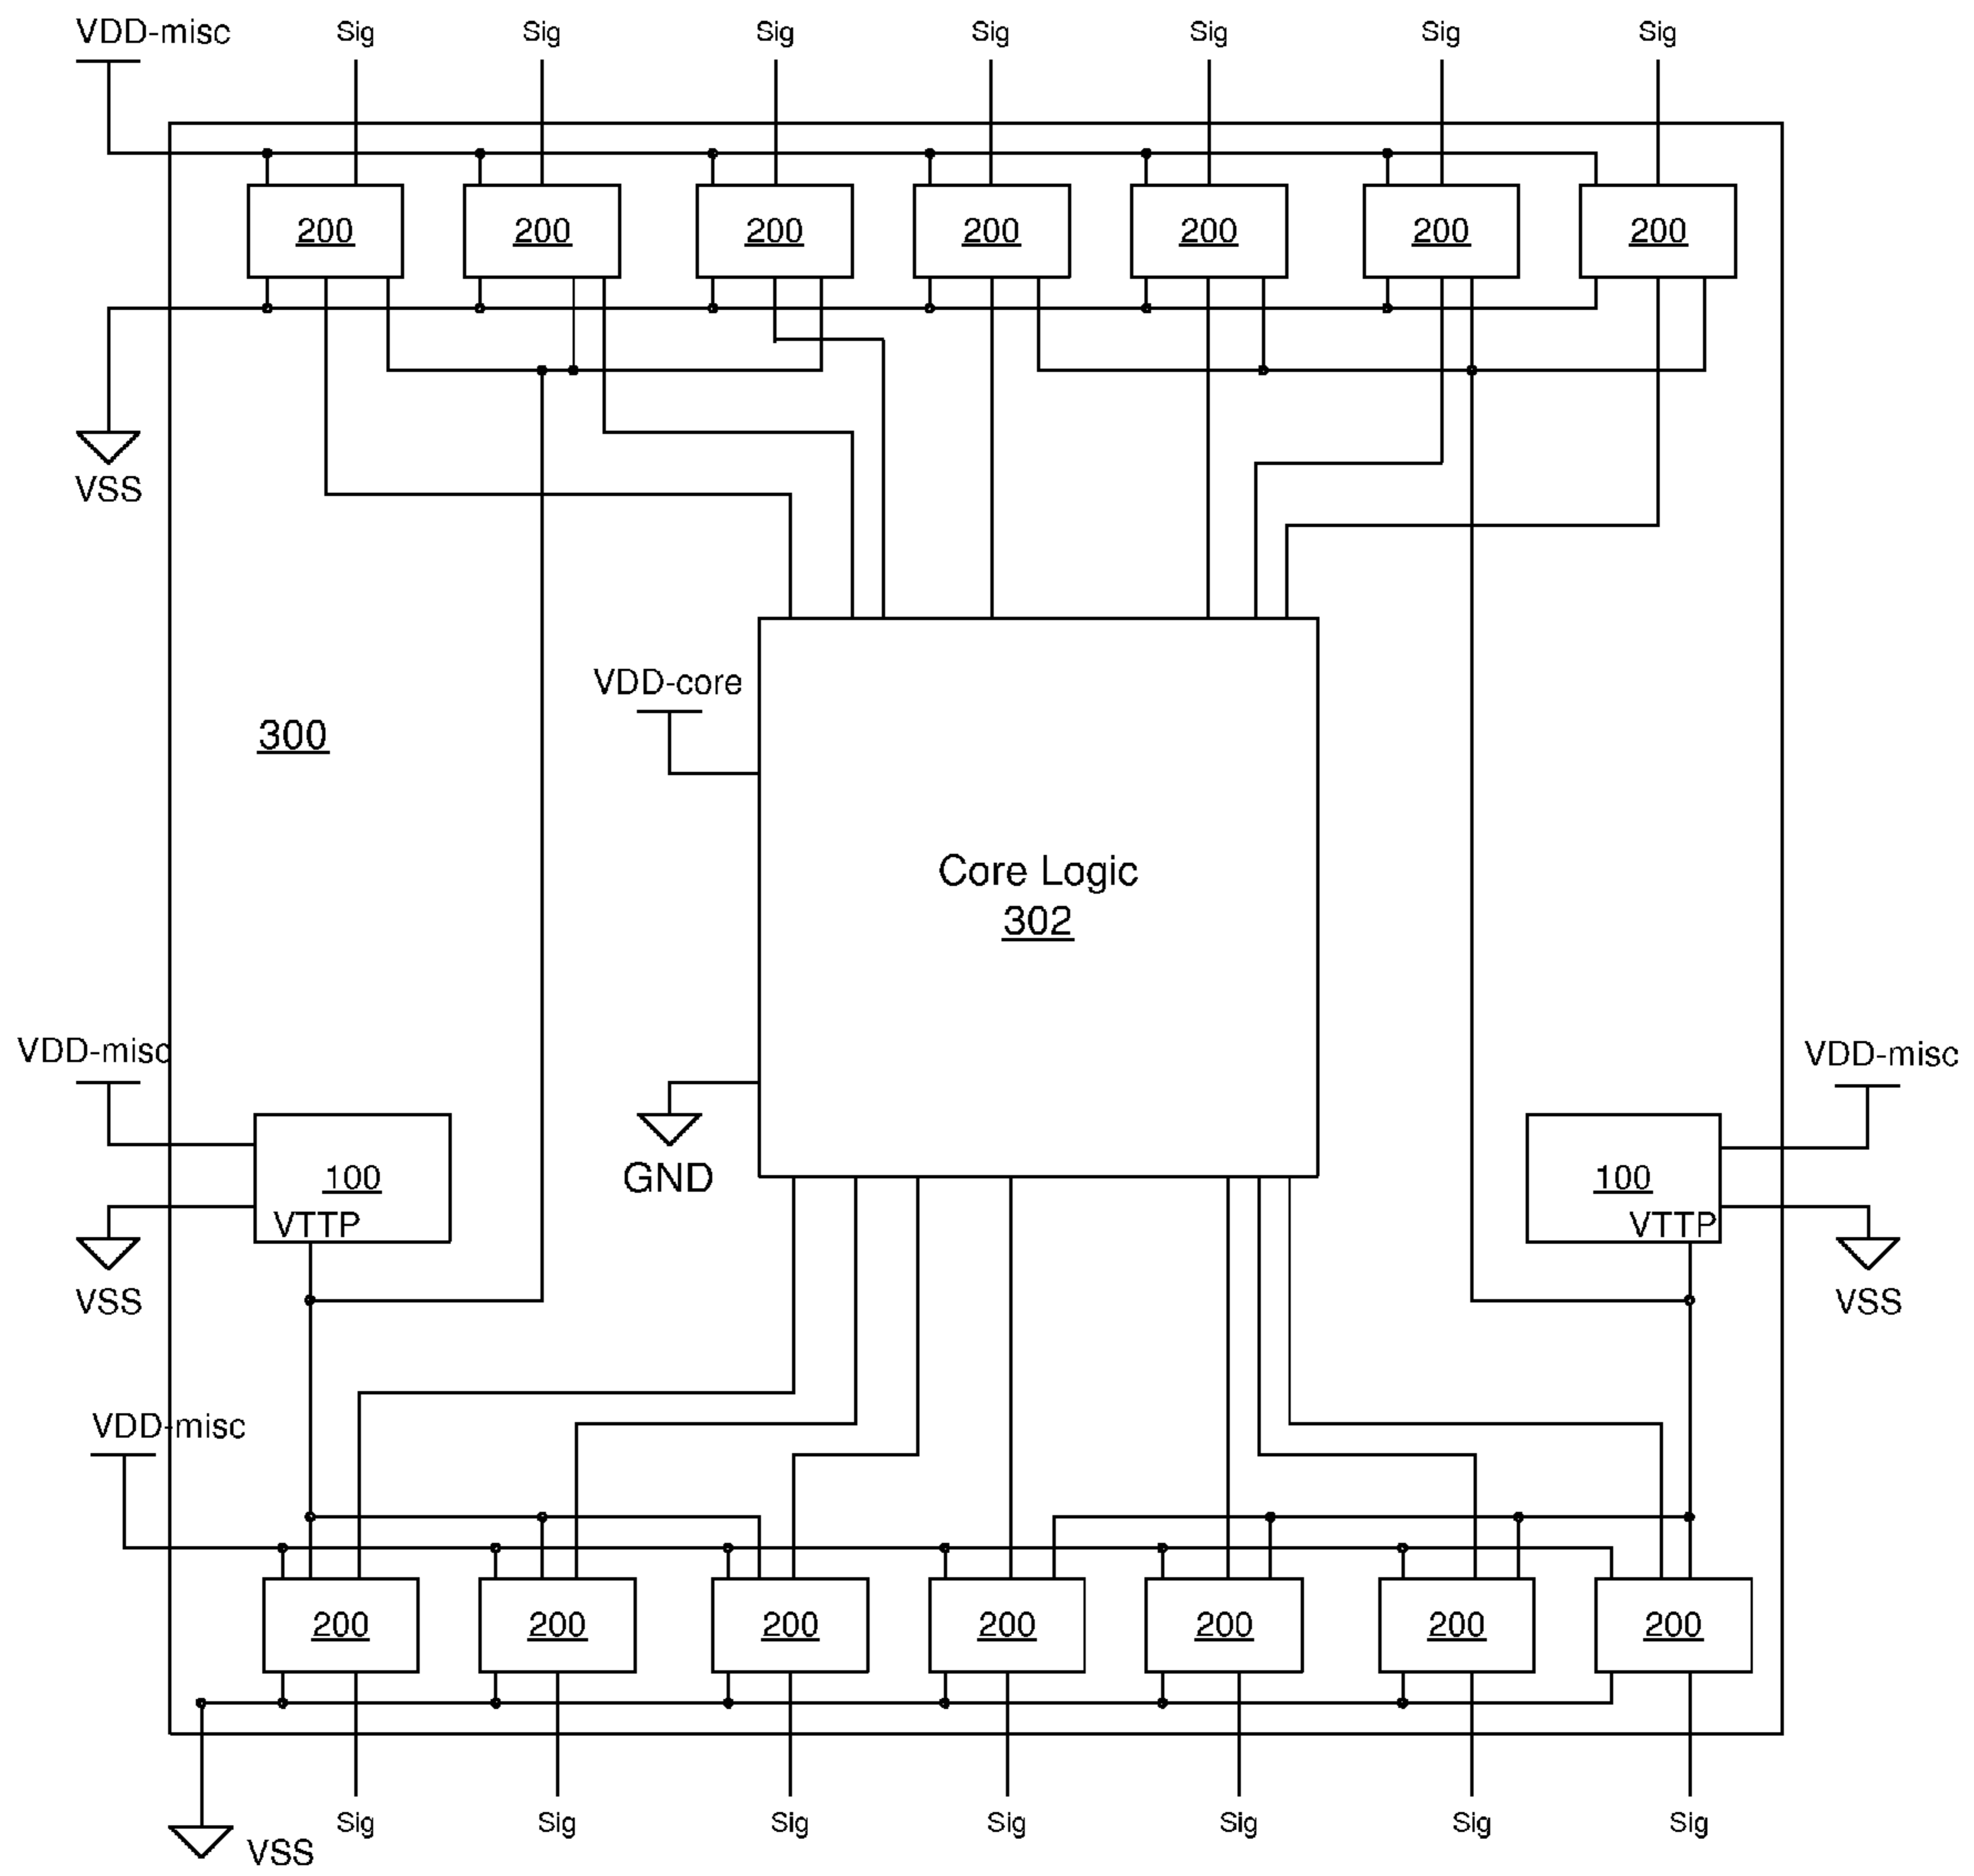 VDD-misc Sig Sig Sig Sig Sig Sig Sig
200 200 200 200 200 200 200
VSS
VDD-core
300
Core Logic
302
VDD-misc VDD-misc
GND
100 100
VTTP VTTP
VSS VSS
VDD-misc
200 200 200 200 200 200 200
Sig Sig Sig Sig Sig Sig Sig
VSS